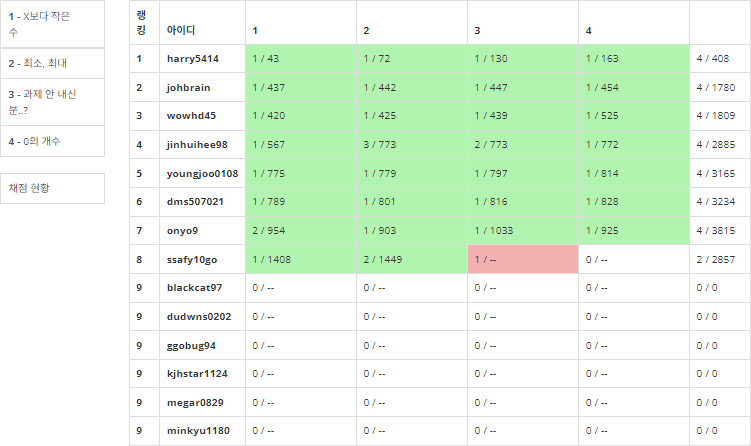 1 - X보다 작은
수
2 - 최소, 최대
3 - 과제 안 내신
분..?
4 - 0의 개수
채점 현황
랭
킹 아이디 1 2 3 4
1 harry5414 1 / 43 1 / 72 1 / 130 1 / 163 4 / 408
2 johbrain 1 / 437 1 / 442 1 / 447 1 / 454 4 / 1780
3 wowhd45 1 / 420 1 / 425 1 / 439 1 / 525 4 / 1809
4 jinhuihee98 1 / 567 3 / 773 2 / 773 1 / 772 4 / 2885
5 youngjoo0108 1 / 775 1 / 779 1 / 797 1 / 814 4 / 3165
6 dms507021 1 / 789 1 / 801 1 / 816 1 / 828 4 / 3234
7 onyo9 2 / 954 1 / 903 1 / 1033 1 / 925 4 / 3815
8 ssafy10go 1 / 1408 2 / 1449 1 / -- 0 / -- 2 / 2857
9 blackcat97 0 / -- 0 / -- 0 / -- 0 / -- 0 / 0
9 dudwns0202 0 / -- 0 / -- 0 / -- 0 / -- 0 / 0
9 ggobug94 0 / -- 0 / -- 0 / -- 0 / -- 0 / 0
9 kjhstar1124 0 / -- 0 / -- 0 / -- 0 / -- 0 / 0
9 megar0829 0 / -- 0 / -- 0 / -- 0 / -- 0 / 0
9 minkyu1180 0 / -- 0 / -- 0 / -- 0 / -- 0 / 0